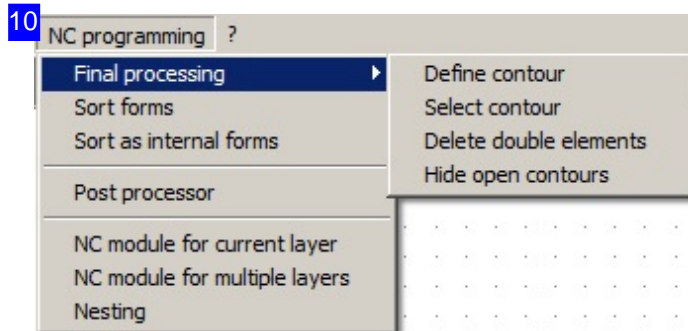 10
NC programming ?
Final processing
Sort forms
Sort as internal forms
Post processor
NC module for current layer
NC module for multiple layers
Nesting
Define contour
Select contour
Delete double elements
Hide open contours